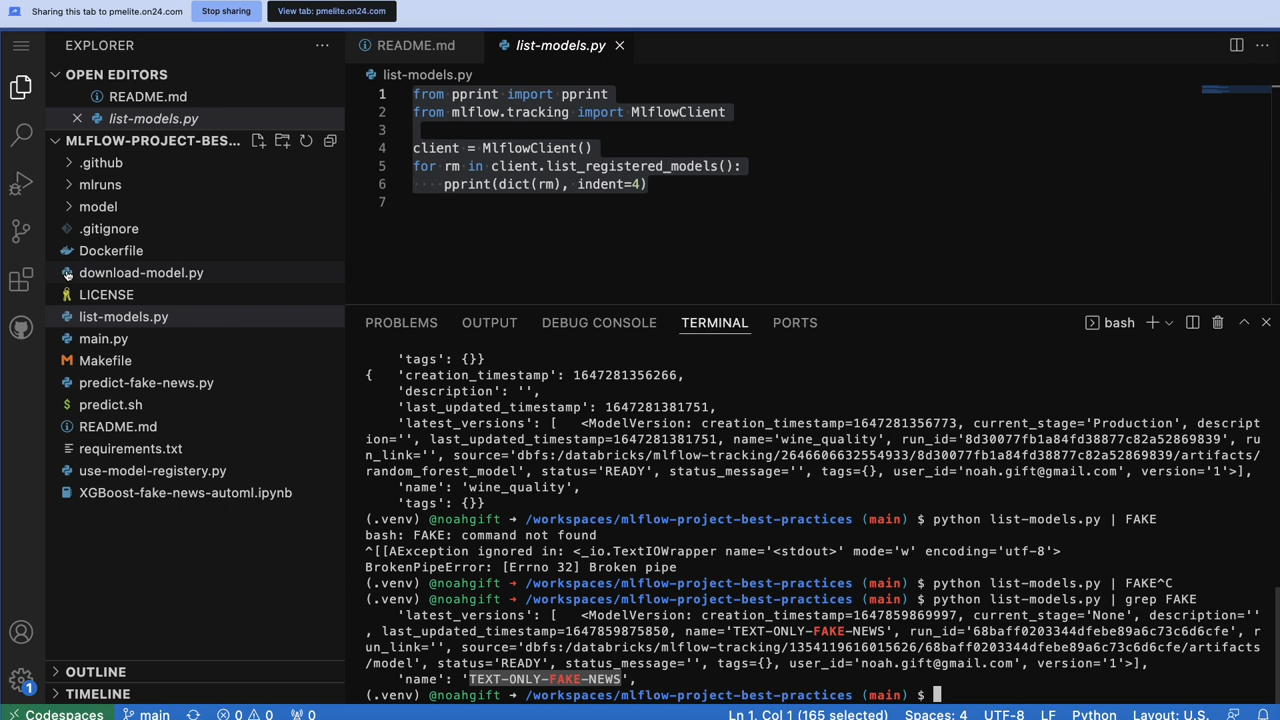 Sharing this tab to pmelite.on24.com
Stop sharing
View tab: pmelite.on24.com
EXPLORER
OPEN EDITORS
README.md
list-models.py
MLFLOW-PROJECT-BES...
.github
mlruns
model
.gitignore
Dockerfile
download-model.py
LICENSE
list-models.py
main.py
Makefile
predict-fake-news.py
predict.sh
README.md
requirements.txt
use-model-registery.py
XGBoost-fake-news-automl.ipynb
OUTLINE
TIMELINE
README.md
list-models.py
list-models.py
1 from pprint import pprint
2 from mlflow.tracking import MlflowClient
3
4 client = MlflowClient()
5 for rm in client.list_registered_models():
6 ····pprint(dict(rm), indent=4)
7
PROBLEMS OUTPUT DEBUG CONSOLE TERMINAL PORTS
bash
'tags': {}}
{   'creation_timestamp': 1647281356266,
'description': '',
'last_updated_timestamp': 1647281381751,
'latest_versions': [   <ModelVersion: creation_timestamp=1647281356773, current_stage='Production', descript
ion='', last_updated_timestamp=1647281381751, name='wine_quality', run_id='8d30077fb1a84fd38877c82a52869839', ru
n_link='', source='dbfs:/databricks/mlflow-tracking/2646606632554933/8d30077fb1a84fd38877c82a52869839/artifacts/
random_forest_model', status='READY', status_message='', tags={}, user_id='noah.gift@gmail.com', version='1'>],
'name': 'wine_quality',
'tags': {}}
(.venv) @noahgift ➜ /workspaces/mlflow-project-best-practices (main) $ python list-models.py | FAKE
bash: FAKE: command not found
^[[AException ignored in: <_io.TextIOWrapper name='<stdout>' mode='w' encoding='utf-8'>
BrokenPipeError: [Errno 32] Broken pipe
(.venv) @noahgift ➜ /workspaces/mlflow-project-best-practices (main) $ python list-models.py | FAKE^C
(.venv) @noahgift ➜ /workspaces/mlflow-project-best-practices (main) $ python list-models.py | grep FAKE
'latest_versions': [   <ModelVersion: creation_timestamp=1647859869997, current_stage='None', description=''
, last_updated_timestamp=1647859875850, name='TEXT-ONLY-FAKE-NEWS', run_id='68baff0203344dfebe89a6c73c6d6cfe', r
un_link='', source='dbfs:/databricks/mlflow-tracking/1354119616015626/68baff0203344dfebe89a6c73c6d6cfe/artifacts
/model', status='READY', status_message='', tags={}, user_id='noah.gift@gmail.com', version='1'>],
'name': 'TEXT-ONLY-FAKE-NEWS',
(.venv) @noahgift ➜ /workspaces/mlflow-project-best-practices (main) $
1
Codespaces main 0 0 0 Ln 1, Col 1 (165 selected) Spaces: 4 UTF-8 LF Python Layout: U.S.